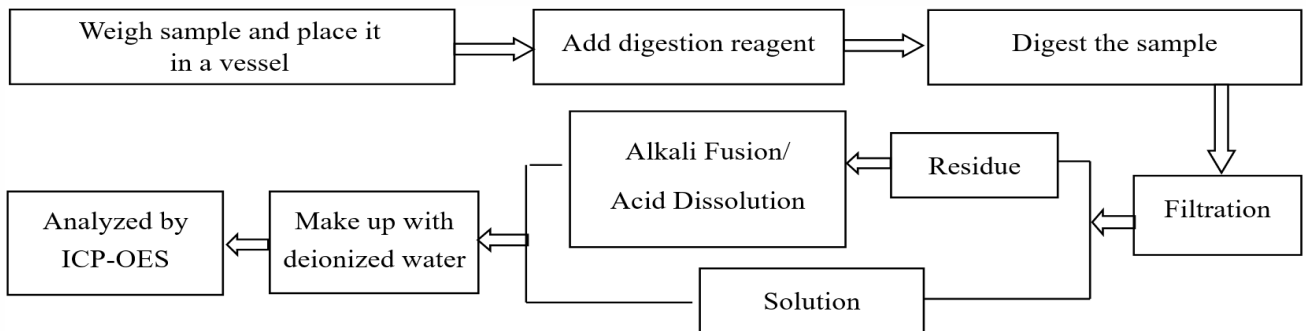 Weigh sample and place it
in a vessel
Add digestion reagent
Digest the sample
Filtration
Residue
Alkali Fusion/
Acid Dissolution
Solution
Make up with
deionized water
Analyzed by
ICP-OES